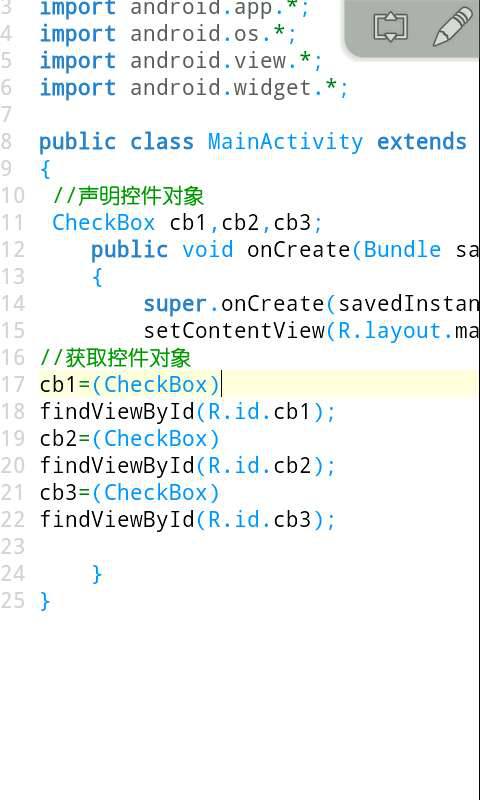 3 import android.app.*;
4 import android.os.*;
5 import android.view.*;
6 import android.widget.*;
7
8 public class MainActivity extends
9 {
10 //声明控件对象
11 CheckBox cb1,cb2,cb3;
12 public void onCreate(Bundle sa
13 {
14 super.onCreate(savedInstan
15 setContentView(R.layout.ma
16 //获取控件对象
17 cb1=(CheckBox)
18 findViewById(R.id.cb1);
19 cb2=(CheckBox)
20 findViewById(R.id.cb2);
21 cb3=(CheckBox)
22 findViewById(R.id.cb3);
23
24 }
25 }